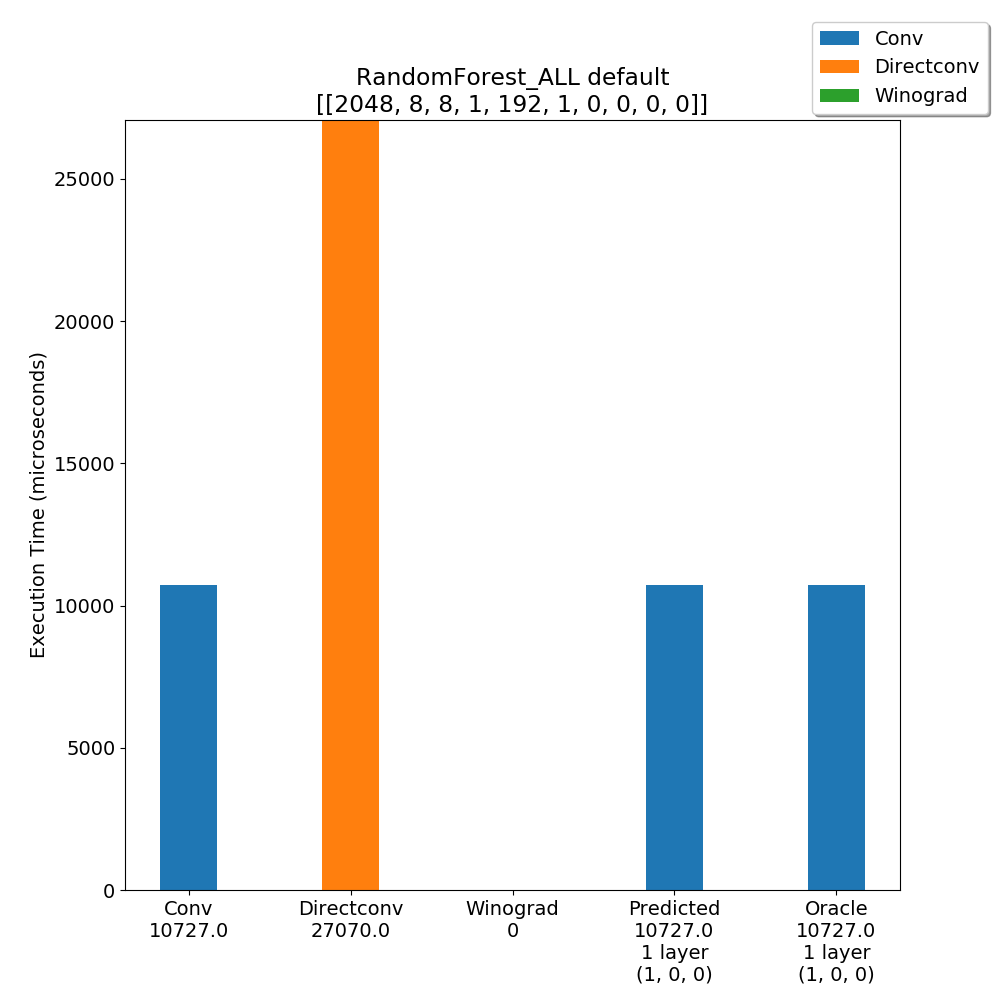 Conv
Directconv
Winograd
RandomForest_ALL default
[[2048, 8, 8, 1, 192, 1, 0, 0, 0, 0]]
Execution Time (microseconds)
25000
20000
15000
10000
5000
0
Conv
10727.0
Directconv
27070.0
Winograd
0
Predicted
10727.0
1 layer
(1, 0, 0)
Oracle
10727.0
1 layer
(1, 0, 0)